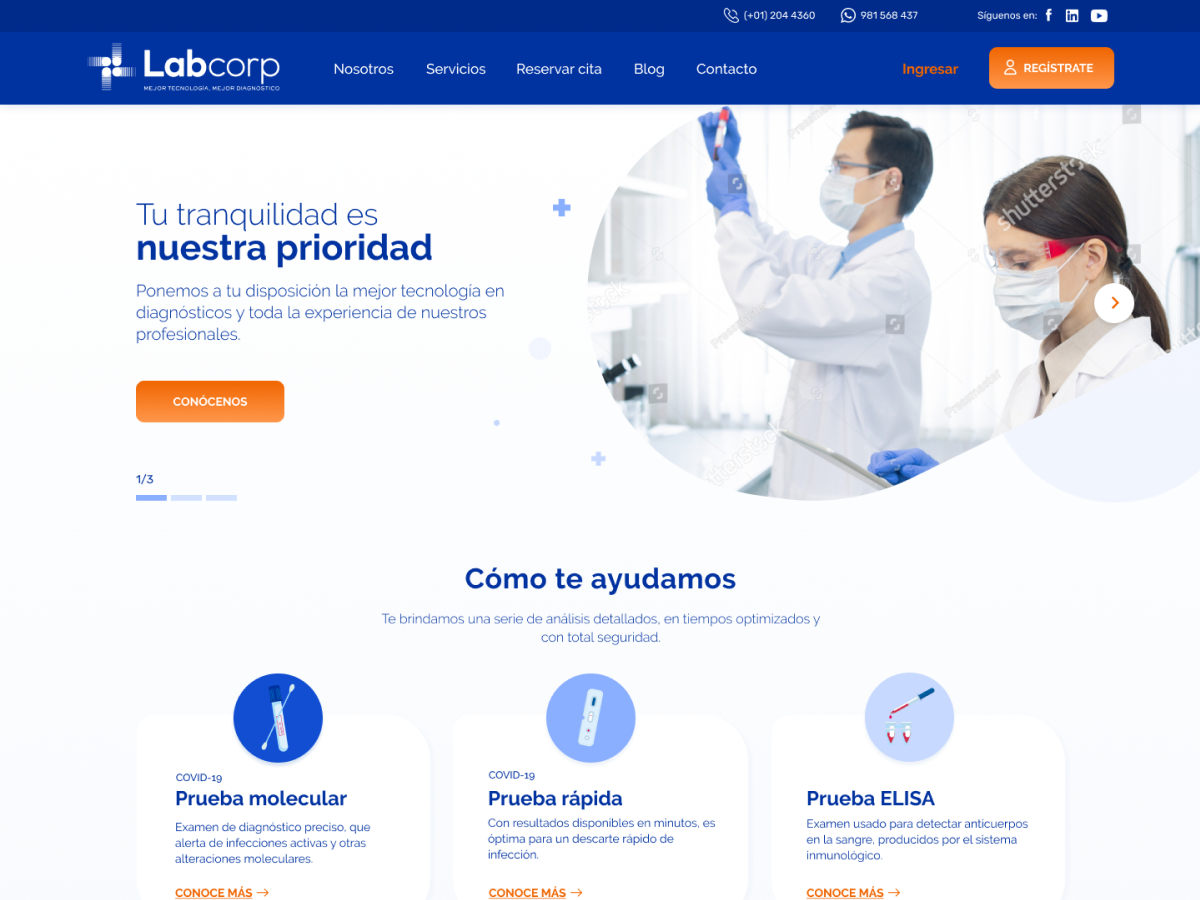 (+01) 204 4360
981 568 437
Síguenos en:
Labcorp
MEJOR TECNOLOGÍA, MEJOR DIAGNÓSTICO
Nosotros
Servicios
Reservar cita
Blog
Contacto
Ingresar
REGÍSTRATE
Tu tranquilidad es
nuestra prioridad
Ponemos a tu disposición la mejor tecnología en
diagnósticos y toda la experiencia de nuestros
profesionales.
CONÓCENOS
1/3
shutterstock
Pressmaster
Cómo te ayudamos
Te brindamos una serie de análisis detallados, en tiempos optimizados y
con total seguridad.
COVID-19
Prueba molecular
Examen de diagnóstico preciso, que
alerta de infecciones activas y otras
alteraciones moleculares.
CONOCE MÁS
COVID-19
Prueba rápida
Con resultados disponibles en minutos, es
óptima para un descarte rápido de
infección.
CONOCE MÁS
Prueba ELISA
Examen usado para detectar anticuerpos
en la sangre, producidos por el sistema
inmunológico.
CONOCE MÁS